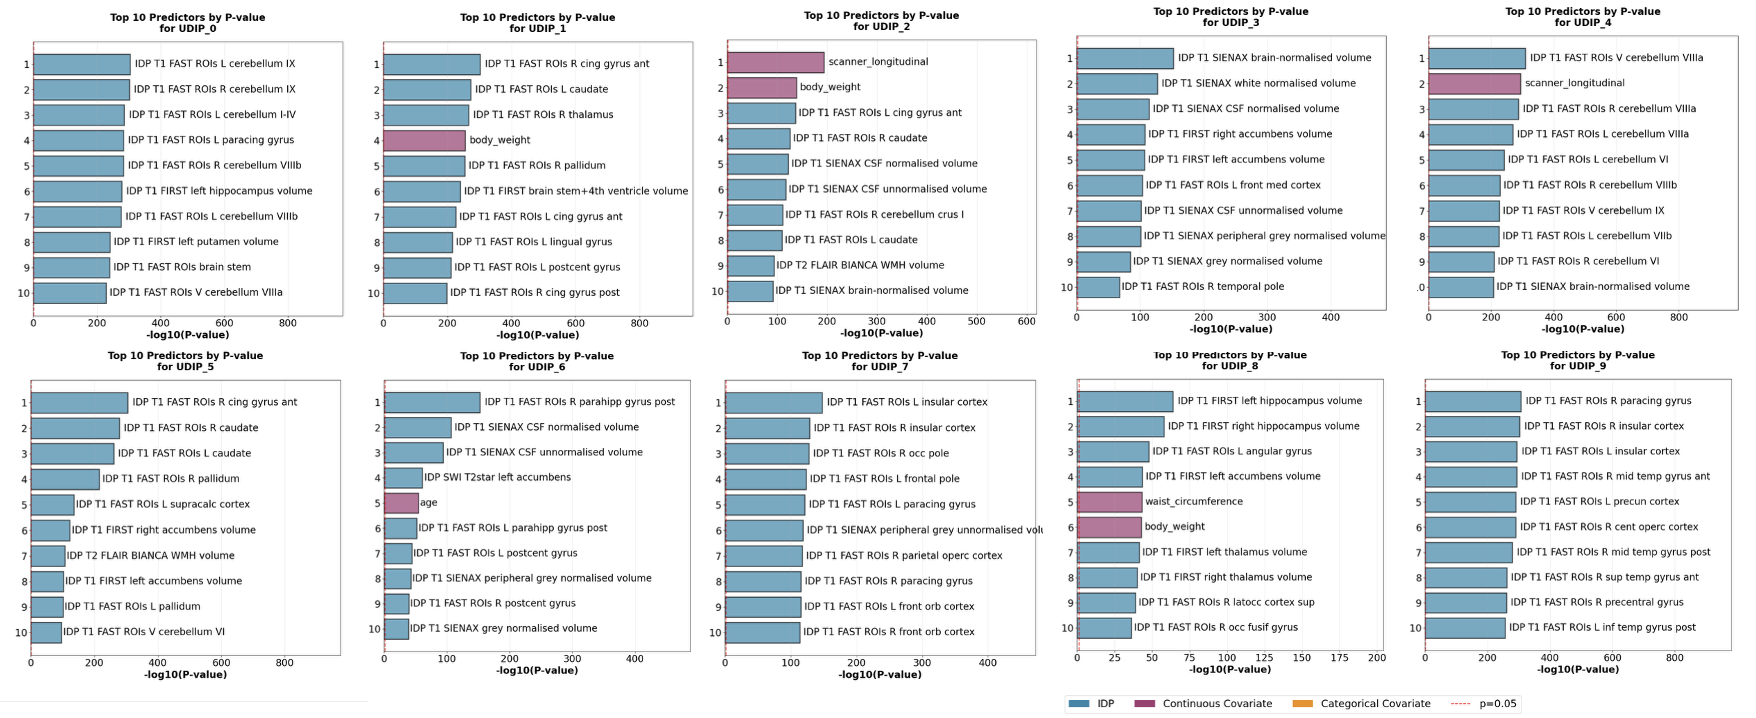 Top 10 Predictors by P-value
for UDIP_0
1 IDP T1 FAST ROIs L cerebellum IX
2 IDP T1 FAST ROIs R cerebellum IX
3 IDP T1 FAST ROIs L cerebellum I-IV
4 IDP T1 FAST ROIs L paracing gyrus
5 IDP T1 FAST ROIs R cerebellum VIIIb
6 IDP T1 FIRST left hippocampus volume
7 IDP T1 FAST ROIs L cerebellum VIIIb
8 IDP T1 FIRST left putamen volume
9 IDP T1 FAST ROIs brain stem
10 IDP T1 FAST ROIs V cerebellum VIIIa
0 200 400 600 800
-log10(P-value)
Top 10 Predictors by P-value
for UDIP_1
1 IDP T1 FAST ROIs R cing gyrus ant
2 IDP T1 FAST ROIs L caudate
3 IDP T1 FAST ROIs R thalamus
4 body_weight
5 IDP T1 FAST ROIs R pallidum
6 IDP T1 FIRST brain stem+4th ventricle volume
7 IDP T1 FAST ROIs L cing gyrus ant
8 IDP T1 FAST ROIs L lingual gyrus
9 IDP T1 FAST ROIs L postcent gyrus
10 IDP T1 FAST ROIs R cing gyrus post
0 200 400 600 800
-log10(P-value)
Top 10 Predictors by P-value
for UDIP_2
1 scanner_longitudinal
2 body_weight
3 IDP T1 FAST ROIs L cing gyrus ant
4 IDP T1 FAST ROIs R caudate
5 IDP T1 SIENAX CSF normalised volume
6 IDP T1 SIENAX CSF unnormalised volume
7 IDP T1 FAST ROIs R cerebellum crus I
8 IDP T1 FAST ROIs L caudate
9 IDP T2 FLAIR BIANCA WMH volume
10 IDP T1 SIENAX brain-normalised volume
0 100 200 300 400 500 600
-log10(P-value)
Top 10 Predictors by P-value
for UDIP_3
1 IDP T1 SIENAX brain-normalised volume
2 IDP T1 SIENAX white normalised volume
3 IDP T1 SIENAX CSF normalised volume
4 IDP T1 FIRST right accumbens volume
5 IDP T1 FIRST left accumbens volume
6 IDP T1 FAST ROIs L front med cortex
7 IDP T1 SIENAX CSF unnormalised volume
8 IDP T1 SIENAX peripheral grey normalised volume
9 IDP T1 SIENAX grey normalised volume
10 IDP T1 FAST ROIs R temporal pole
0 100 200 300 400
-log10(P-value)
Top 10 Predictors by P-value
for UDIP_4
1 IDP T1 FAST ROIs V cerebellum VIIIa
2 scanner_longitudinal
3 IDP T1 FAST ROIs R cerebellum VIIIa
4 IDP T1 FAST ROIs L cerebellum VIIIa
5 IDP T1 FAST ROIs L cerebellum VI
6 IDP T1 FAST ROIs R cerebellum VIIIb
7 IDP T1 FAST ROIs V cerebellum IX
8 IDP T1 FAST ROIs L cerebellum VIIb
9 IDP T1 FAST ROIs R cerebellum VI
.0 IDP T1 SIENAX brain-normalised volume
0 200 400 600 800
-log10(P-value)
Top 10 Predictors by P-value
for UDIP_5
1 IDP T1 FAST ROIs R cing gyrus ant
2 IDP T1 FAST ROIs R caudate
3 IDP T1 FAST ROIs L caudate
4 IDP T1 FAST ROIs R pallidum
5 IDP T1 FAST ROIs L supracalc cortex
6 IDP T1 FIRST right accumbens volume
7 IDP T2 FLAIR BIANCA WMH volume
8 IDP T1 FIRST left accumbens volume
9 IDP T1 FAST ROIs L pallidum
10 IDP T1 FAST ROIs V cerebellum VI
0 200 400 600 800
-log10(P-value)
Top 10 Predictors by P-value
for UDIP_6
1 IDP T1 FAST ROIs R parahipp gyrus post
2 IDP T1 SIENAX CSF normalised volume
3 IDP T1 SIENAX CSF unnormalised volume
4 IDP SWI T2star left accumbens
5 age
6 IDP T1 FAST ROIs L parahipp gyrus post
7 IDP T1 FAST ROIs L postcent gyrus
8 IDP T1 SIENAX peripheral grey normalised volume
9 IDP T1 FAST ROIs R postcent gyrus
10 IDP T1 SIENAX grey normalised volume
0 100 200 300 400
-log10(P-value)
Top 10 Predictors by P-value
for UDIP_7
1 IDP T1 FAST ROIs L insular cortex
2 IDP T1 FAST ROIs R insular cortex
3 IDP T1 FAST ROIs R occ pole
4 IDP T1 FAST ROIs L frontal pole
5 IDP T1 FAST ROIs L paracing gyrus
6 IDP T1 SIENAX peripheral grey unnormalised volu
7 IDP T1 FAST ROIs R parietal operc cortex
8 IDP T1 FAST ROIs R paracing gyrus
9 IDP T1 FAST ROIs L front orb cortex
10 IDP T1 FAST ROIs R front orb cortex
0 100 200 300 400
-log10(P-value)
Top 10 Predictors by P-value
for UDIP_8
1 IDP T1 FIRST left hippocampus volume
2 IDP T1 FIRST right hippocampus volume
3 IDP T1 FAST ROIs L angular gyrus
4 IDP T1 FIRST left accumbens volume
5 waist_circumference
6 body_weight
7 IDP T1 FIRST left thalamus volume
8 IDP T1 FIRST right thalamus volume
9 IDP T1 FAST ROIs R latocc cortex sup
10 IDP T1 FAST ROIs R occ fusif gyrus
0 25 50 75 100 125 150 175 200
-log10(P-value)
Top 10 Predictors by P-value
for UDIP_9
1 IDP T1 FAST ROIs R paracing gyrus
2 IDP T1 FAST ROIs R insular cortex
3 IDP T1 FAST ROIs L insular cortex
4 IDP T1 FAST ROIs R mid temp gyrus ant
5 IDP T1 FAST ROIs L precun cortex
6 IDP T1 FAST ROIs R cent operc cortex
7 IDP T1 FAST ROIs R mid temp gyrus post
8 IDP T1 FAST ROIs R sup temp gyrus ant
9 IDP T1 FAST ROIs R precentral gyrus
10 IDP T1 FAST ROIs L inf temp gyrus post
0 200 400 600 800
-log10(P-value)
IDP Continuous Covariate Categorical Covariate p=0.05